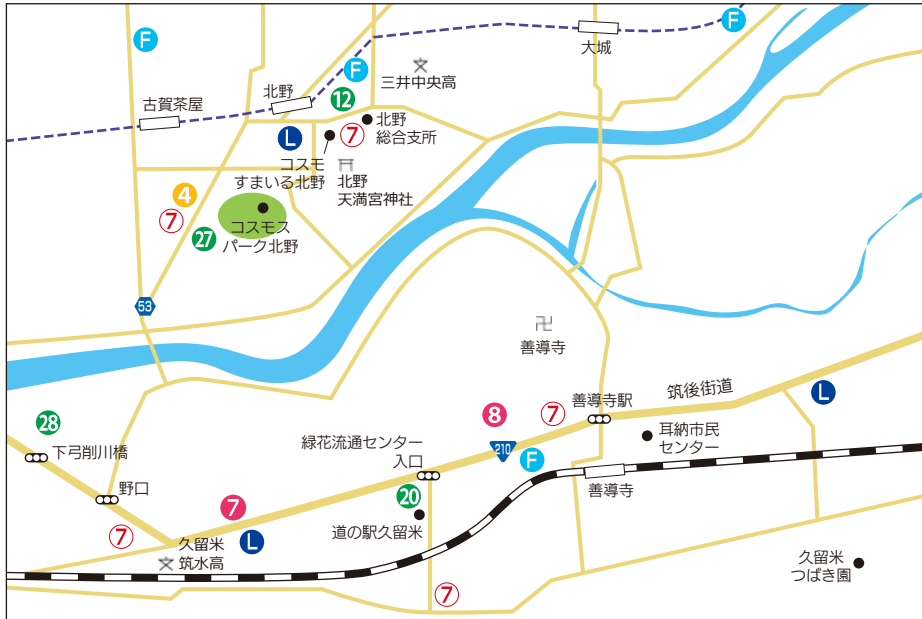 F
F
F
大城
三井中央高
北野
12
古賀茶屋
L
7
北野
総合支所
コスモ
すまいる北野
北野
天満宮神社
4
7
27
コスモス
パーク北野
53
卍
善導寺
筑後街道
善導寺駅
L
8
7
28
緑花流通センター
入口
210
F
耳納市民
センター
下弓削川橋
野口
善導寺
20
7
道の駅久留米
7
L
久留米
筑水高
久留米
つばき園
7